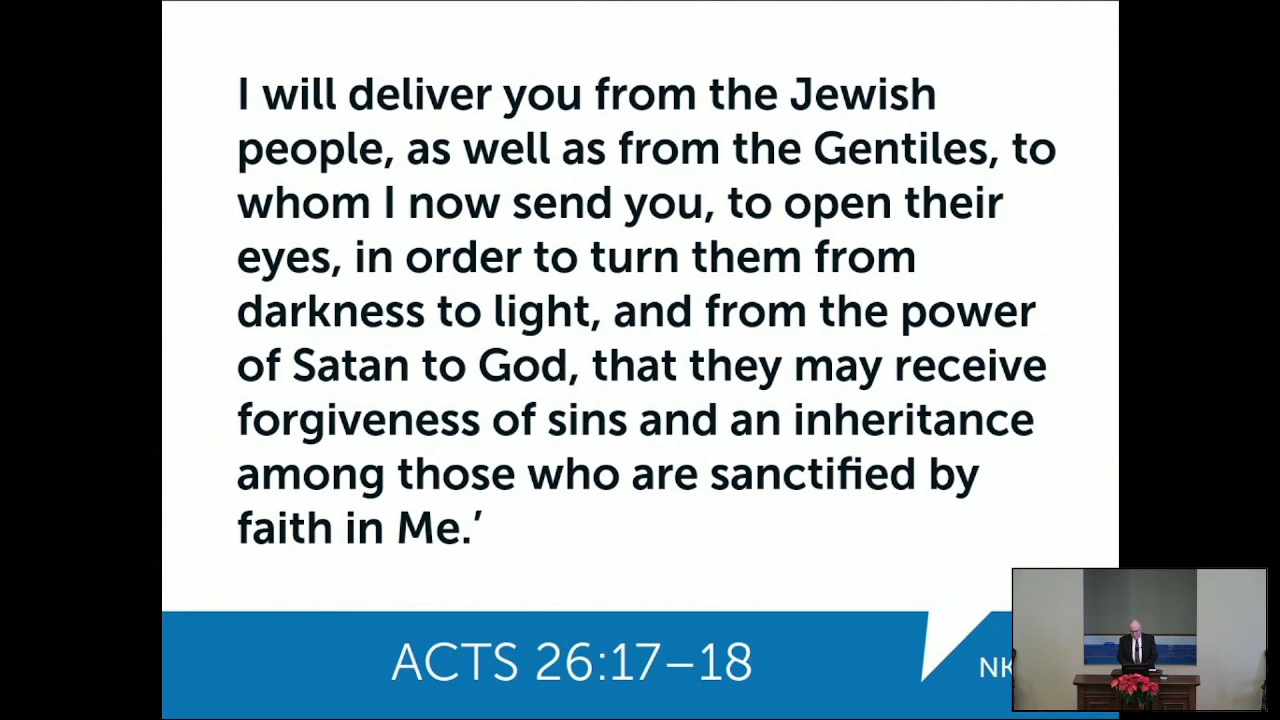 I will deliver you from the Jewish
people, as well as from the Gentiles, to
whom I now send you, to open their
eyes, in order to turn them from
darkness to light, and from the power
of Satan to God, that they may receive
forgiveness of sins and an inheritance
among those who are sanctified by
faith in Me.’
ACTS 26:17–18
NK